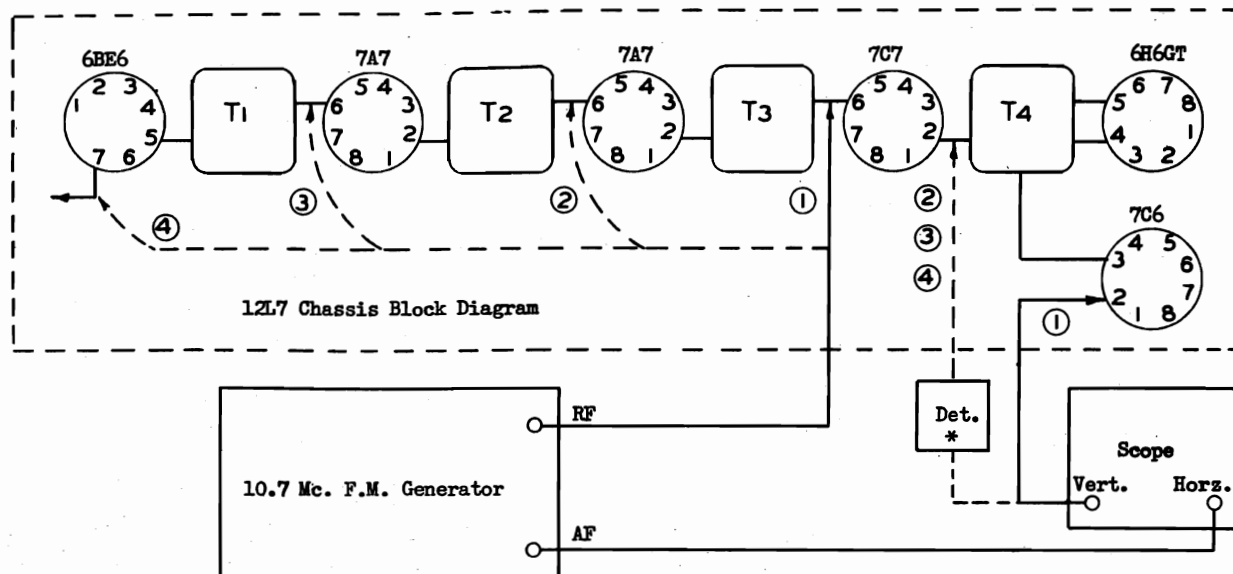 6BE6
7A7
7A7
7C7
6H6GT
1 2 3 4 5 6 7
T1
6 5 4 3 2 1 8 7
T2
6 5 4 3 2 1 8 7
T3
6 5 4 3 2 1 8 7
T4
5 6 7 8 1 2 3 4
④
③
②
①
②
③
④
7C6
3 4 5 6 7 8 1 2
①
12L7 Chassis Block Diagram
RF
10.7 Mc. F.M. Generator
AF
Det.
*
Scope
Vert.
Horz.